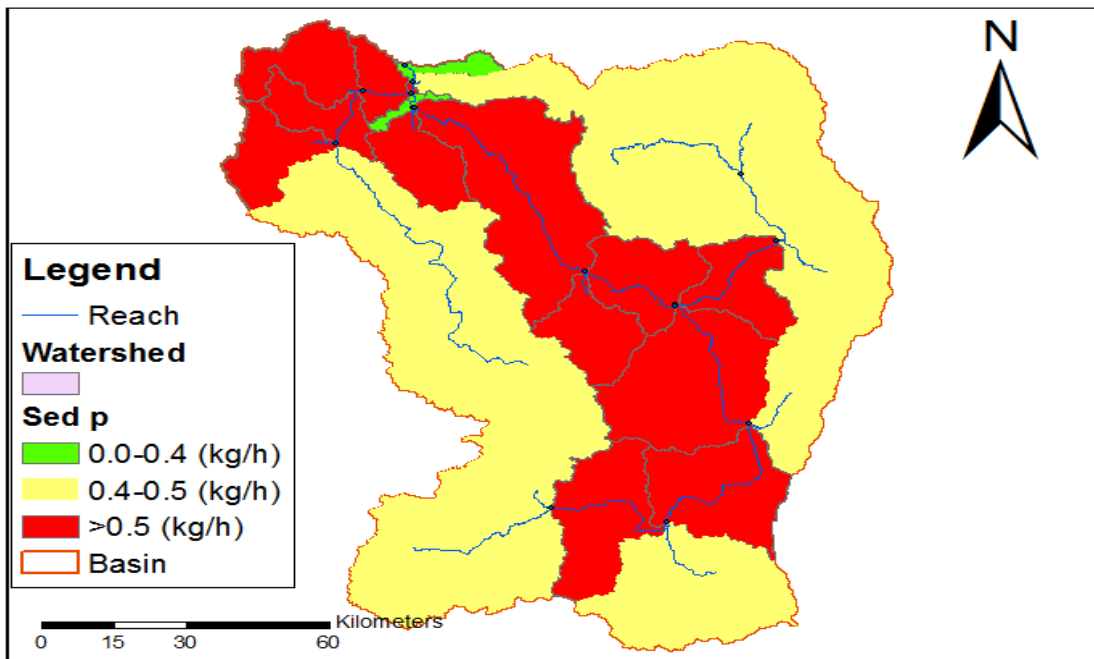 N
Legend
Reach
Watershed
Sed p
0.0-0.4 (kg/h)
0.4-0.5 (kg/h)
>0.5 (kg/h)
Basin
Kilometers
0 15 30 60